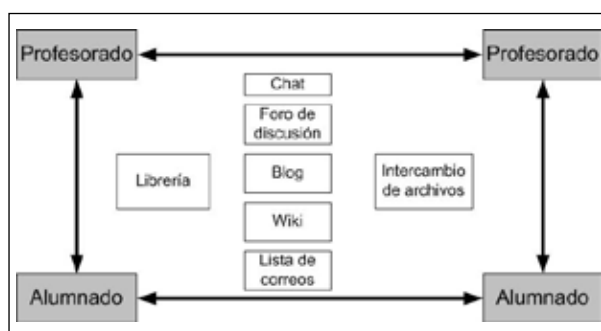 Profesorado
Profesorado
Chat
Foro de
discusión
Librería
Blog
Intercambio
de archivos
Wiki
Lista de
correos
Alumnado
Alumnado